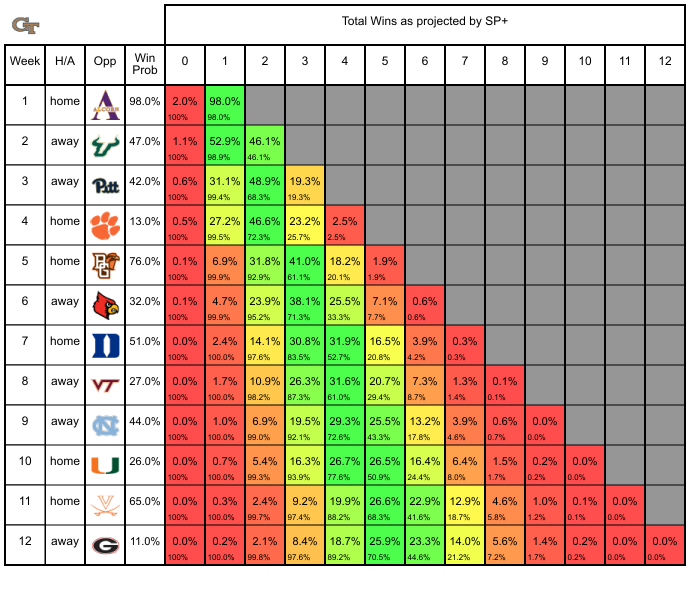 GT
Total Wins as projected by SP+
Week H/A Opp Win Prob 0 1 2 3 4 5 6 7 8 9 10 11 12
1 home A ALCORN 98.0% 2.0% 98.0%
100% 98.0%
2 away 47.0% 1.1% 52.9% 46.1%
100% 98.9% 46.1%
3 away Pitt 42.0% 0.6% 31.1% 48.9% 19.3%
100% 99.4% 68.3% 19.3%
4 home 13.0% 0.5% 27.2% 46.6% 23.2% 2.5%
100% 99.5% 72.3% 25.7% 2.5%
5 home BG 76.0% 0.1% 6.9% 31.8% 41.0% 18.2% 1.9%
100% 99.9% 92.9% 61.1% 20.1% 1.9%
6 away 32.0% 0.1% 4.7% 23.9% 38.1% 25.5% 7.1% 0.6%
100% 99.9% 95.2% 71.3% 33.3% 7.7% 0.6%
7 home D 51.0% 0.0% 2.4% 14.1% 30.8% 31.9% 16.5% 3.9% 0.3%
100% 100.0% 97.6% 83.5% 52.7% 20.8% 4.2% 0.3%
8 away VT 27.0% 0.0% 1.7% 10.9% 26.3% 31.6% 20.7% 7.3% 1.3% 0.1%
100% 100.0% 98.2% 87.3% 61.0% 29.4% 8.7% 1.4% 0.1%
9 away NC 44.0% 0.0% 1.0% 6.9% 19.5% 29.3% 25.5% 13.2% 3.9% 0.6% 0.0%
100% 100.0% 99.0% 92.1% 72.6% 43.3% 17.8% 4.6% 0.7% 0.0%
10 home U 26.0% 0.0% 0.7% 5.4% 16.3% 26.7% 26.5% 16.4% 6.4% 1.5% 0.2% 0.0%
100% 100.0% 99.3% 93.9% 77.6% 50.9% 24.4% 8.0% 1.7% 0.2% 0.0%
11 home V 65.0% 0.0% 0.3% 2.4% 9.2% 19.9% 26.6% 22.9% 12.9% 4.6% 1.0% 0.1% 0.0%
100% 100.0% 99.7% 97.4% 88.2% 68.3% 41.6% 18.7% 5.8% 1.2% 0.1% 0.0%
12 away G 11.0% 0.0% 0.2% 2.1% 8.4% 18.7% 25.9% 23.3% 14.0% 5.6% 1.4% 0.2% 0.0% 0.0%
100% 100.0% 99.8% 97.6% 89.2% 70.5% 44.6% 21.2% 7.2% 1.7% 0.2% 0.0% 0.0%